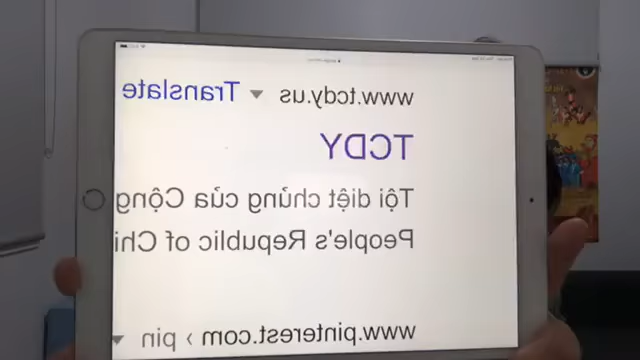 www.tcdy.us ▼ Translate
TCDY
Tội diệt chủng của Cộng
People's Republic of Chi
www.pinterest.com › pin ▼